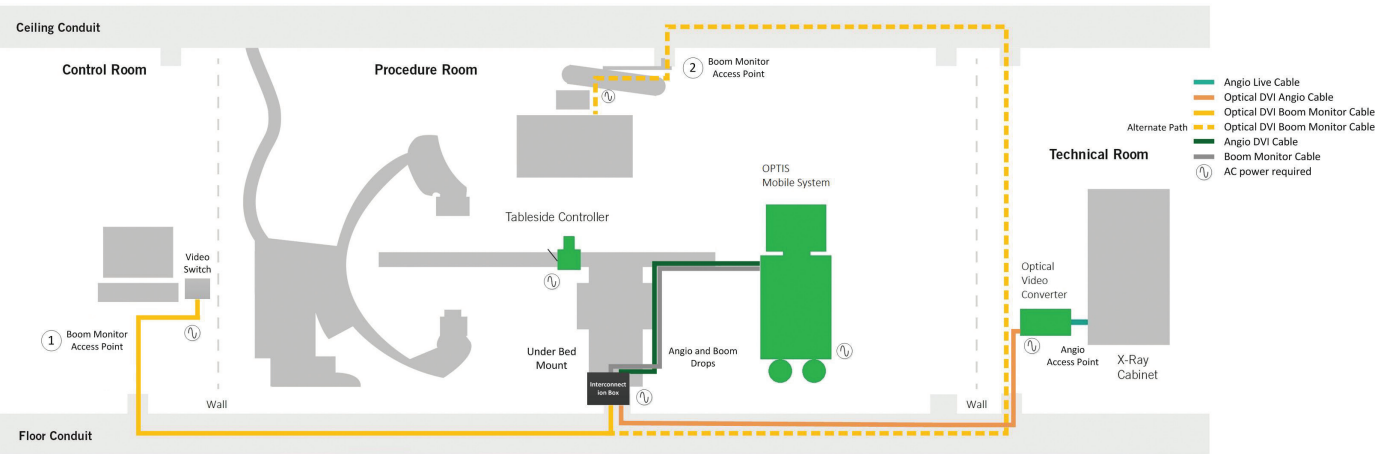 Ceiling Conduit
Control Room
Procedure Room
2
Boom Monitor
Access Point
Angio Live Cable
Optical DVI Angio Cable
Optical DVI Boom Monitor Cable
Alternate Path
Optical DVI Boom Monitor Cable
Angio DVI Cable
Boom Monitor Cable
AC power required
Technical Room
OPTIS
Mobile System
Tableside Controller
Video
Switch
Optical
Video
Converter
1
Boom Monitor
Access Point
Under Bed
Mount
Angio and Boom
Drops
Angio
Access Point
X-Ray
Cabinet
Interconnect
ion Box
Wall
Wall
Floor Conduit